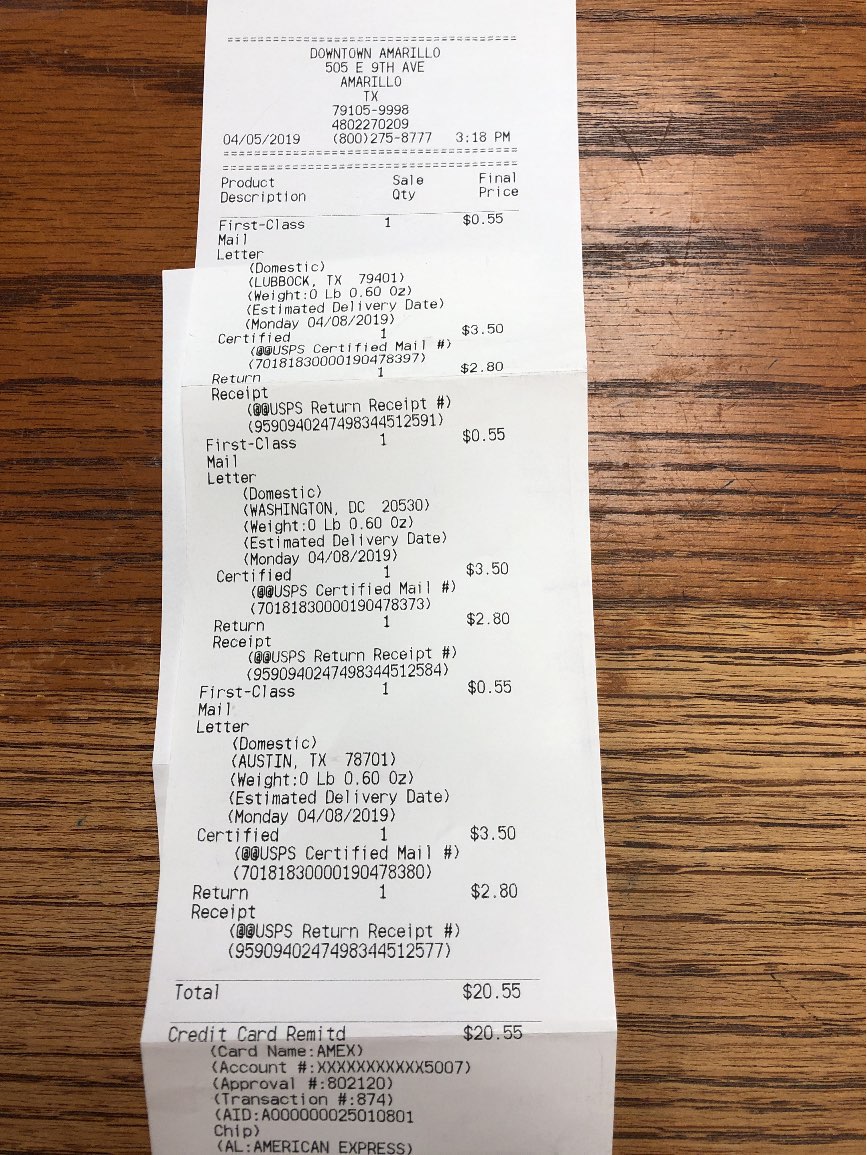 ========================================
DOWNTOWN AMARILLO
505 E 9TH AVE
AMARILLO
TX
79105-9998
4802270209
04/05/2019 (800)275-8777 3:18 PM
========================================
========================================
Product Sale Final
Description Qty Price
First-Class 1 $0.55
Mail
Letter
(Domestic)
(LUBBOCK, TX 79401)
(Weight:0 Lb 0.60 Oz)
(Estimated Delivery Date)
(Monday 04/08/2019)
Certified 1 $3.50
(@@USPS Certified Mail #)
(70181830000190478397)
Return 1 $2.80
Receipt
(@@USPS Return Receipt #)
(9590940247498344512591)
First-Class 1 $0.55
Mail
Letter
(Domestic)
(WASHINGTON, DC 20530)
(Weight:0 Lb 0.60 Oz)
(Estimated Delivery Date)
(Monday 04/08/2019)
Certified 1 $3.50
(@@USPS Certified Mail #)
(70181830000190478373)
Return 1 $2.80
Receipt
(@@USPS Return Receipt #)
(9590940247498344512584)
First-Class 1 $0.55
Mail
Letter
(Domestic)
(AUSTIN, TX 78701)
(Weight:0 Lb 0.60 Oz)
(Estimated Delivery Date)
(Monday 04/08/2019)
Certified 1 $3.50
(@@USPS Certified Mail #)
(70181830000190478380)
Return 1 $2.80
Receipt
(@@USPS Return Receipt #)
(9590940247498344512577)
Total $20.55
Credit Card Remitd $20.55
(Card Name:AMEX)
(Account #:XXXXXXXXXXX5007)
(Approval #:802120)
(Transaction #:874)
(AID:A000000025010801
Chip)
(AL:AMERICAN EXPRESS)